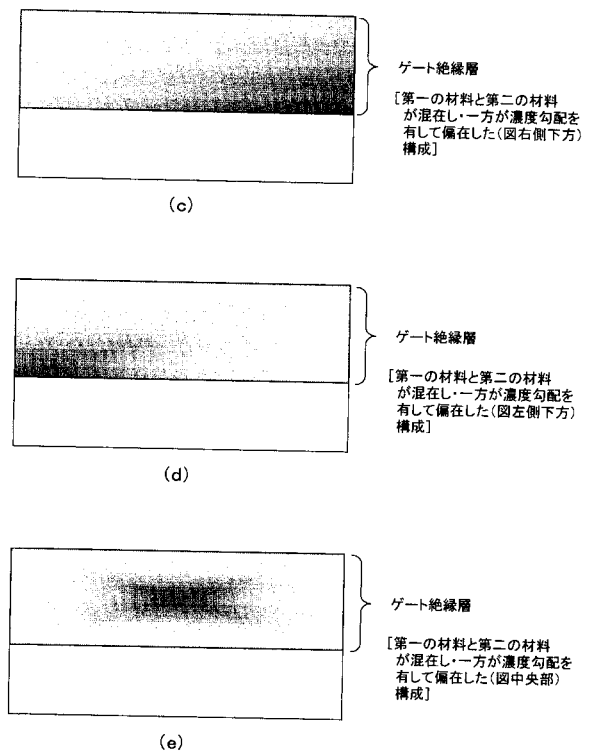 ゲート絶縁層
[第一の材料と第二の材料
が混在し・一方が濃度勾配を
有して偏在した(図右側下方)
構成]
(c)
ゲート絶縁層
[第一の材料と第二の材料
が混在し・一方が濃度勾配を
有して偏在した(図左側下方)
構成]
(d)
ゲート絶縁層
[第一の材料と第二の材料
が混在し・一方が濃度勾配を
有して偏在した(図中央部)
構成]
(e)